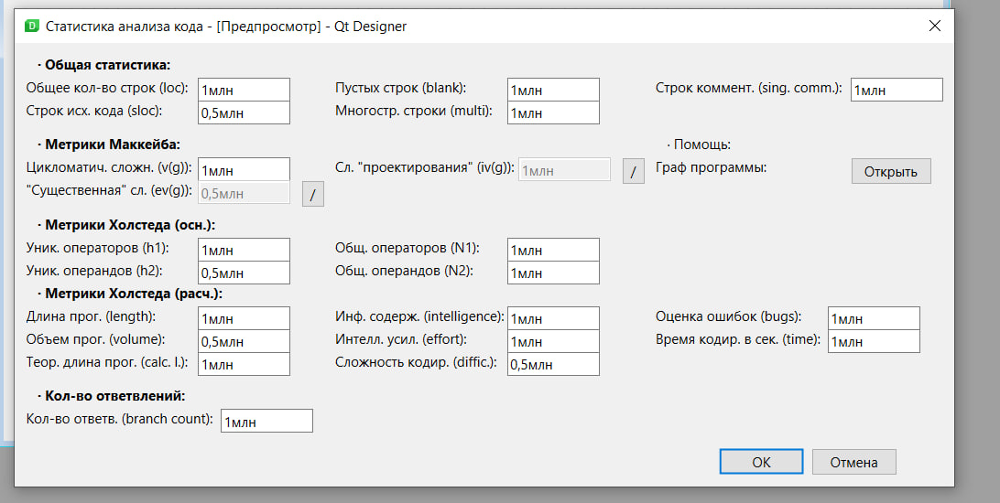 Статистика анализа кода - [Предпросмотр] - Qt Designer
· Общая статистика:
Общее кол-во строк (loc): 1млн Пустых строк (blank): 1млн Строк коммент. (sing. comm.): 1млн
Строк исх. кода (sloc): 0,5млн Многостр. строки (multi): 1млн
· Метрики Маккейба: · Помощь:
Цикломатич. сложн. (v(g)): 1млн Сл. "проектирования" (iv(g)): 1млн / Граф программы: Открыть
"Существенная" сл. (ev(g)): 0,5млн /
· Метрики Холстеда (осн.):
Уник. операторов (h1): 1млн Общ. операторов (N1): 1млн
Уник. операндов (h2): 0,5млн Общ. операндов (N2): 1млн
· Метрики Холстеда (расч.):
Длина прог. (length): 1млн Инф. содерж. (intelligence): 1млн Оценка ошибок (bugs): 1млн
Объем прог. (volume): 0,5млн Интелл. усил. (effort): 1млн Время кодир. в сек. (time): 1млн
Теор. длина прог. (calc. l.): 1млн Сложность кодир. (diffic.): 0,5млн
· Кол-во ответвлений:
Кол-во ответв. (branch count): 1млн
ОК Отмена